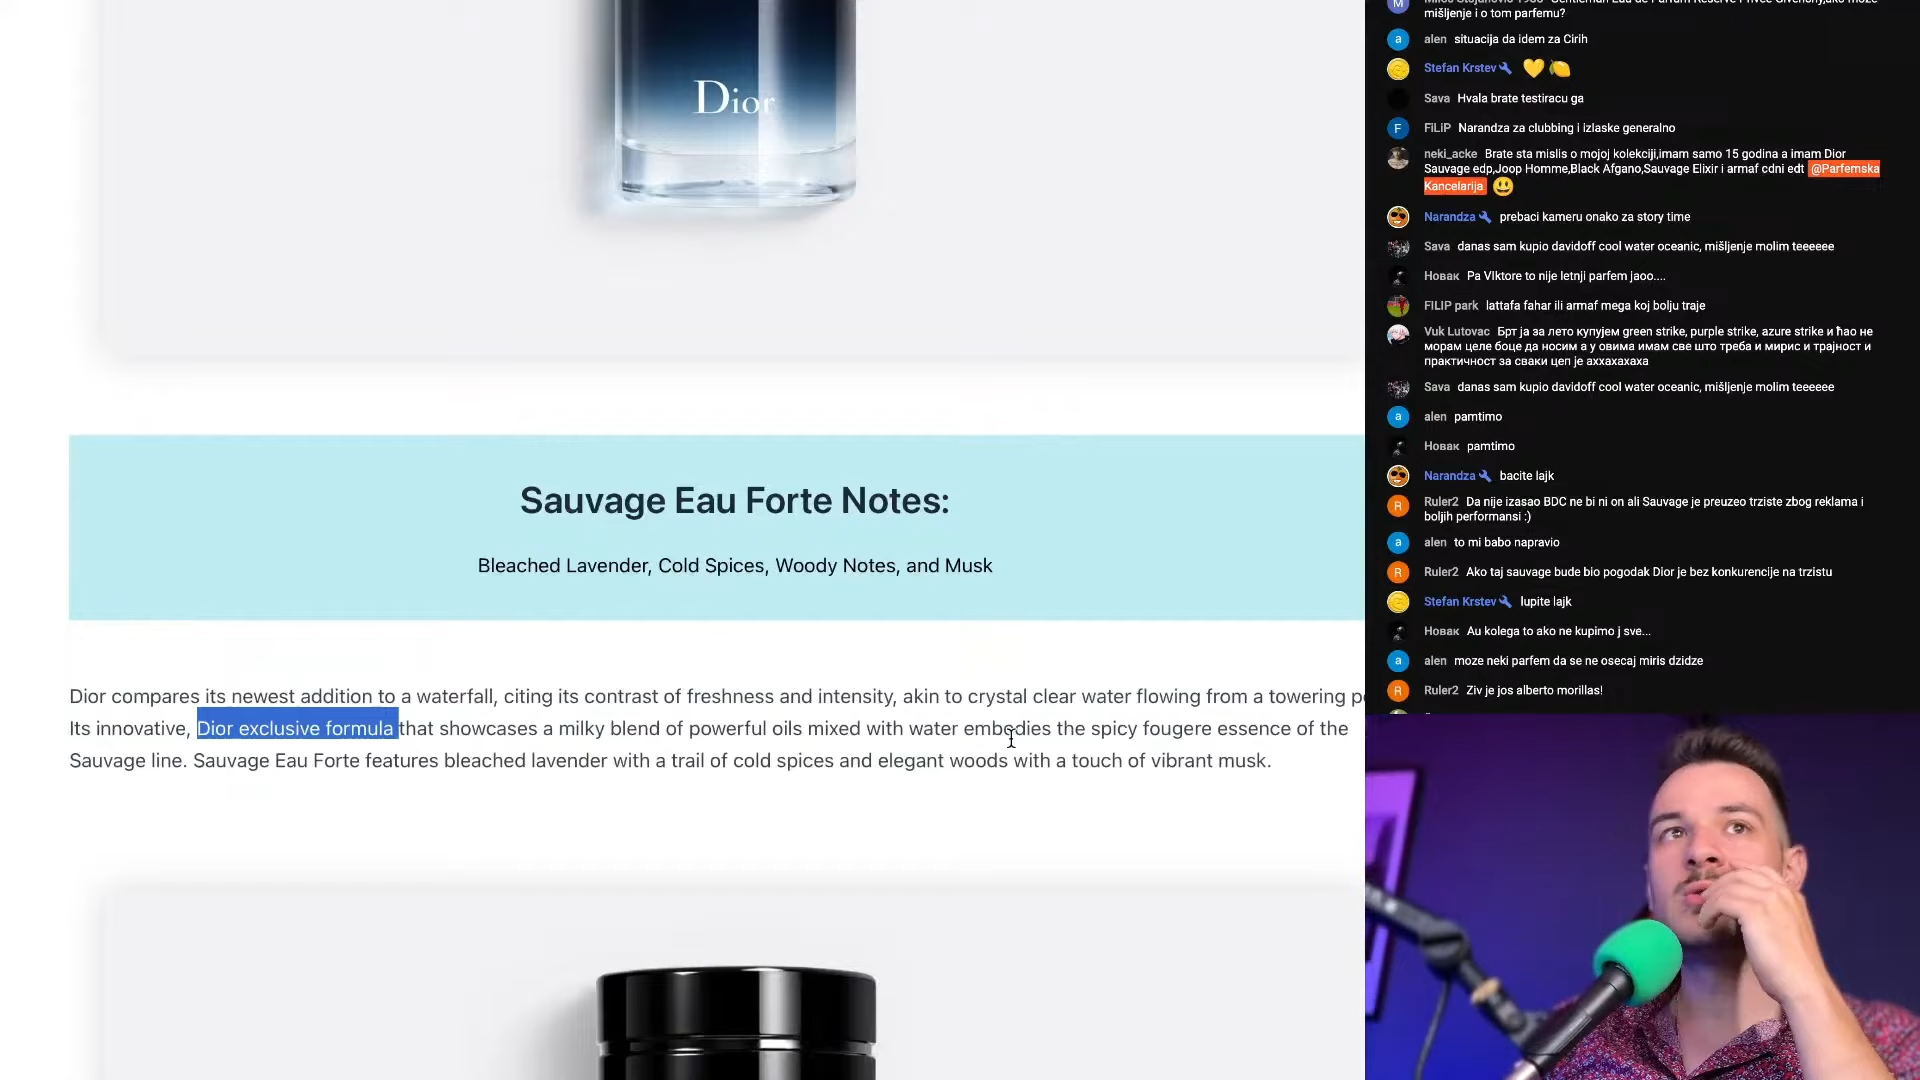 Dior
Sauvage Eau Forte Notes:
Bleached Lavender, Cold Spices, Woody Notes, and Musk
Dior compares its newest addition to a waterfall, citing its contrast of freshness and intensity, akin to crystal clear water flowing from a towering
Its innovative, Dior exclusive formula that showcases a milky blend of powerful oils mixed with water embodies the spicy fougere essence of the
Sauvage line. Sauvage Eau Forte features bleached lavender with a trail of cold spices and elegant woods with a touch of vibrant musk.
mišljenje i o tom parfemu?
a alen situacija da idem za Cirih
Stefan Krstev 💛🍋
Sava Hvala brate testiracu ga
F FiLiP Narandza za clubbing i izlaske generalno
neki_acke Brate sta mislis o mojoj kolekciji,imam samo 15 godina a imam Dior
Sauvage edp,Joop Homme,Black Afgano,Sauvage Elixir i armaf cdni edt @Parfemska
Kancelarija 😃
Narandza prebaci kameru onako za story time
Sava danas sam kupio davidoff cool water oceanic, mišljenje molim teeeeee
Новак Pa VIktore to nije letnji parfem jaoo....
FILIP park lattafa fahar ili armaf mega koj bolju traje
Vuk Lutovac Брт ја за лето купујем green strike, purple strike, azure strike и ћао не
морам целе боце да носим а у овима имам све што треба и мирис и трајност и
практичност за сваки цеп је аххахахаха
Sava danas sam kupio davidoff cool water oceanic, mišljenje molim teeeeee
a alen pamtimo
Новак pamtimo
Narandza bacite lajk
R Ruler2 Da nije izasao BDC ne bi ni on ali Sauvage je preuzeo trziste zbog reklama i
boljih performansi :)
a alen to mi babo napravio
R Ruler2 Ako taj sauvage bude bio pogodak Dior je bez konkurencije na trzistu
Stefan Krstev lupite lajk
Новак Au kolega to ako ne kupimo j sve...
a alen moze neki parfem da se ne osecaj miris dzidze
R Ruler2 Ziv je jos alberto morillas!